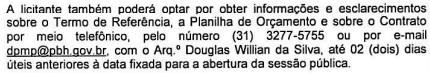 A licitante também poderá optar por obter informações e esclarecimentos
sobre o Termo de Referência, a Planilha de Orçamento e sobre o Contrato
por meio telefônico, pelo número (31) 3277-5755 ou por e-mail
dpmp@pbh.gov.br, com o Arq.º Douglas Willian da Silva, até 02 (dois) dias
úteis anteriores à data fixada para a abertura da sessão pública.